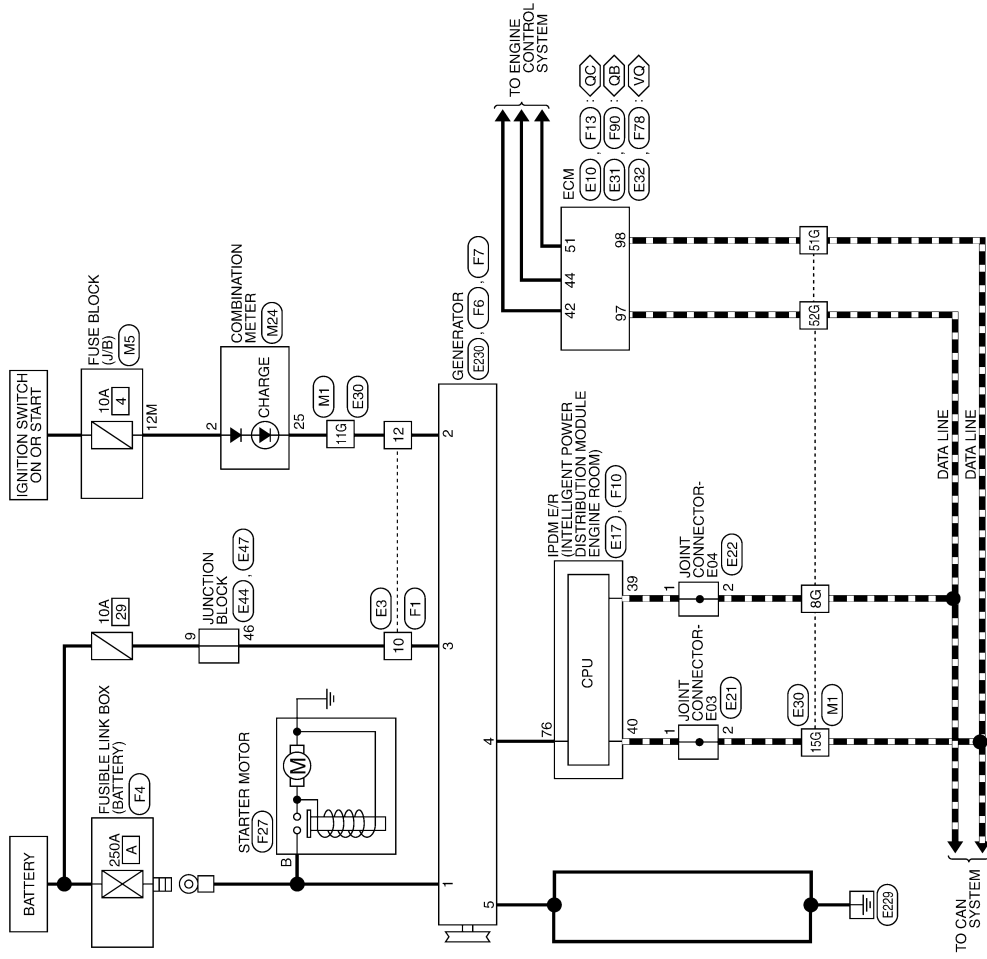 BATTERY
IGNITION SWITCH
ON OR START
FUSIBLE LINK BOX
(BATTERY)
F4
250A
A
10A
29
FUSE BLOCK
(J/B)
M5
10A
4
12M
JUNCTION
BLOCK
E44 , E47
9
46
COMBINATION
METER
M24
2
CHARGE
25
STARTER MOTOR
F27
B
M
E3
F1
10
M1
E30
11G
12
GENERATOR
E230 , F6 , F7
1
3
2
5
4
TO ENGINE
CONTROL
SYSTEM
ECM
E10 , F13 : QC
E31 , F90 : QB
E32 , F78 : VQ
42
44
51
97
98
IPDM E/R
(INTELLIGENT POWER
DISTRIBUTION MODULE
ENGINE ROOM)
E17 , F10
76
CPU
40
39
JOINT
CONNECTOR-
E03
E21
1
2
JOINT
CONNECTOR-
E04
E22
1
2
E30
M1
15G
8G
52G
51G
E229
DATA LINE
DATA LINE
TO CAN
SYSTEM